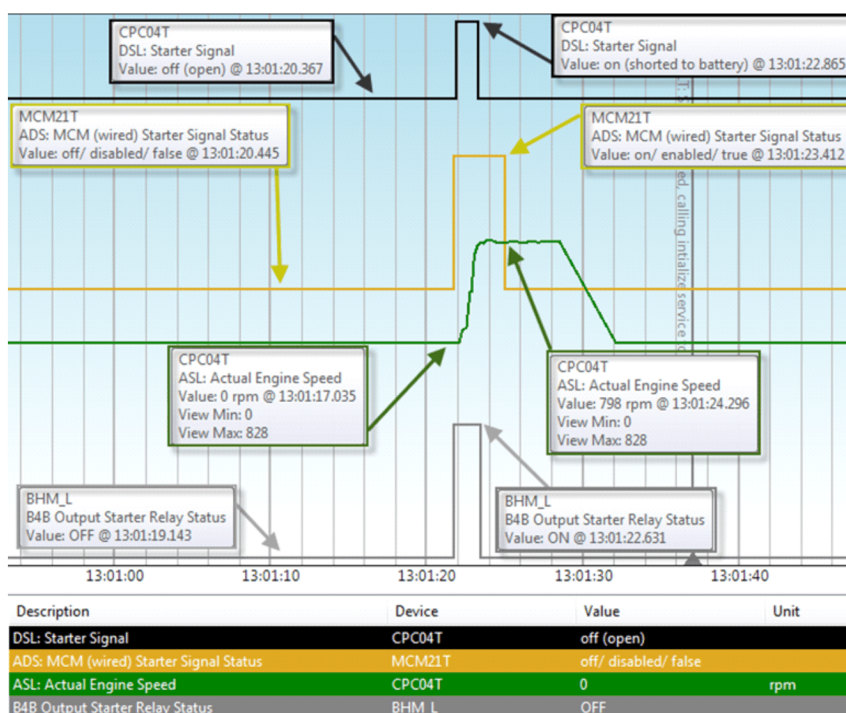 CPC04T
DSL: Starter Signal
Value: off (open) @ 13:01:20.367
CPC04T
DSL: Starter Signal
Value: on (shorted to battery) @ 13:01:22.865
MCM21T
ADS: MCM (wired) Starter Signal Status
Value: off/ disabled/ false @ 13:01:20.445
MCM21T
ADS: MCM (wired) Starter Signal Status
Value: on/ enabled/ true @ 13:01:23.412
ed, calling intialize service
CPC04T
ASL: Actual Engine Speed
Value: 0 rpm @ 13:01:17.035
View Min: 0
View Max: 828
CPC04T
ASL: Actual Engine Speed
Value: 798 rpm @ 13:01:24.296
View Min: 0
View Max: 828
BHM_L
B4B Output Starter Relay Status
Value: OFF @ 13:01:19.143
BHM_L
B4B Output Starter Relay Status
Value: ON @ 13:01:22.631
13:01:00 13:01:10 13:01:20 13:01:30 13:01:40
Description Device Value Unit
DSL: Starter Signal CPC04T off (open)
ADS: MCM (wired) Starter Signal Status MCM21T off/ disabled/ false
ASL: Actual Engine Speed CPC04T 0 rpm
B4B Output Starter Relay Status BHM_L OFF